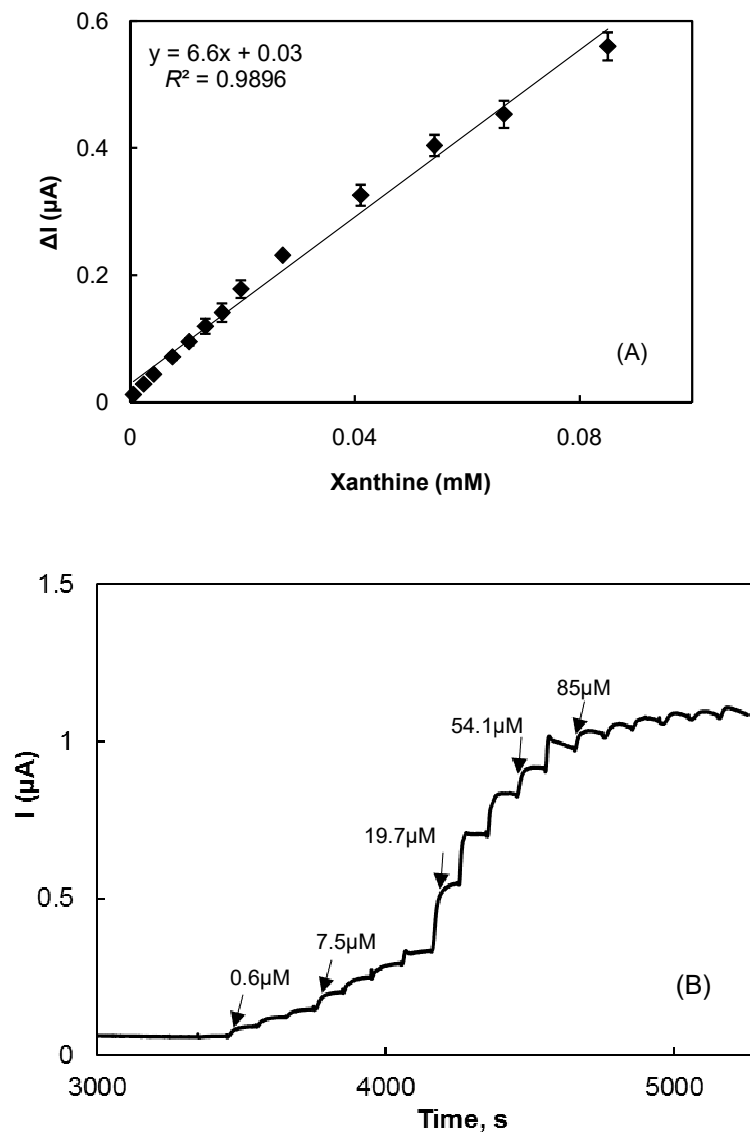 0.6
y = 6.6x + 0.03
R² = 0.9896
0.4
ΔI (µA)
0.2
(A)
0
0 0.04 0.08
Xanthine (mM)
1.5
85µM
54.1µM
1
I (µA)
19.7µM
0.5
7.5µM
0.6µM
(B)
0
3000 4000 5000
Time, s